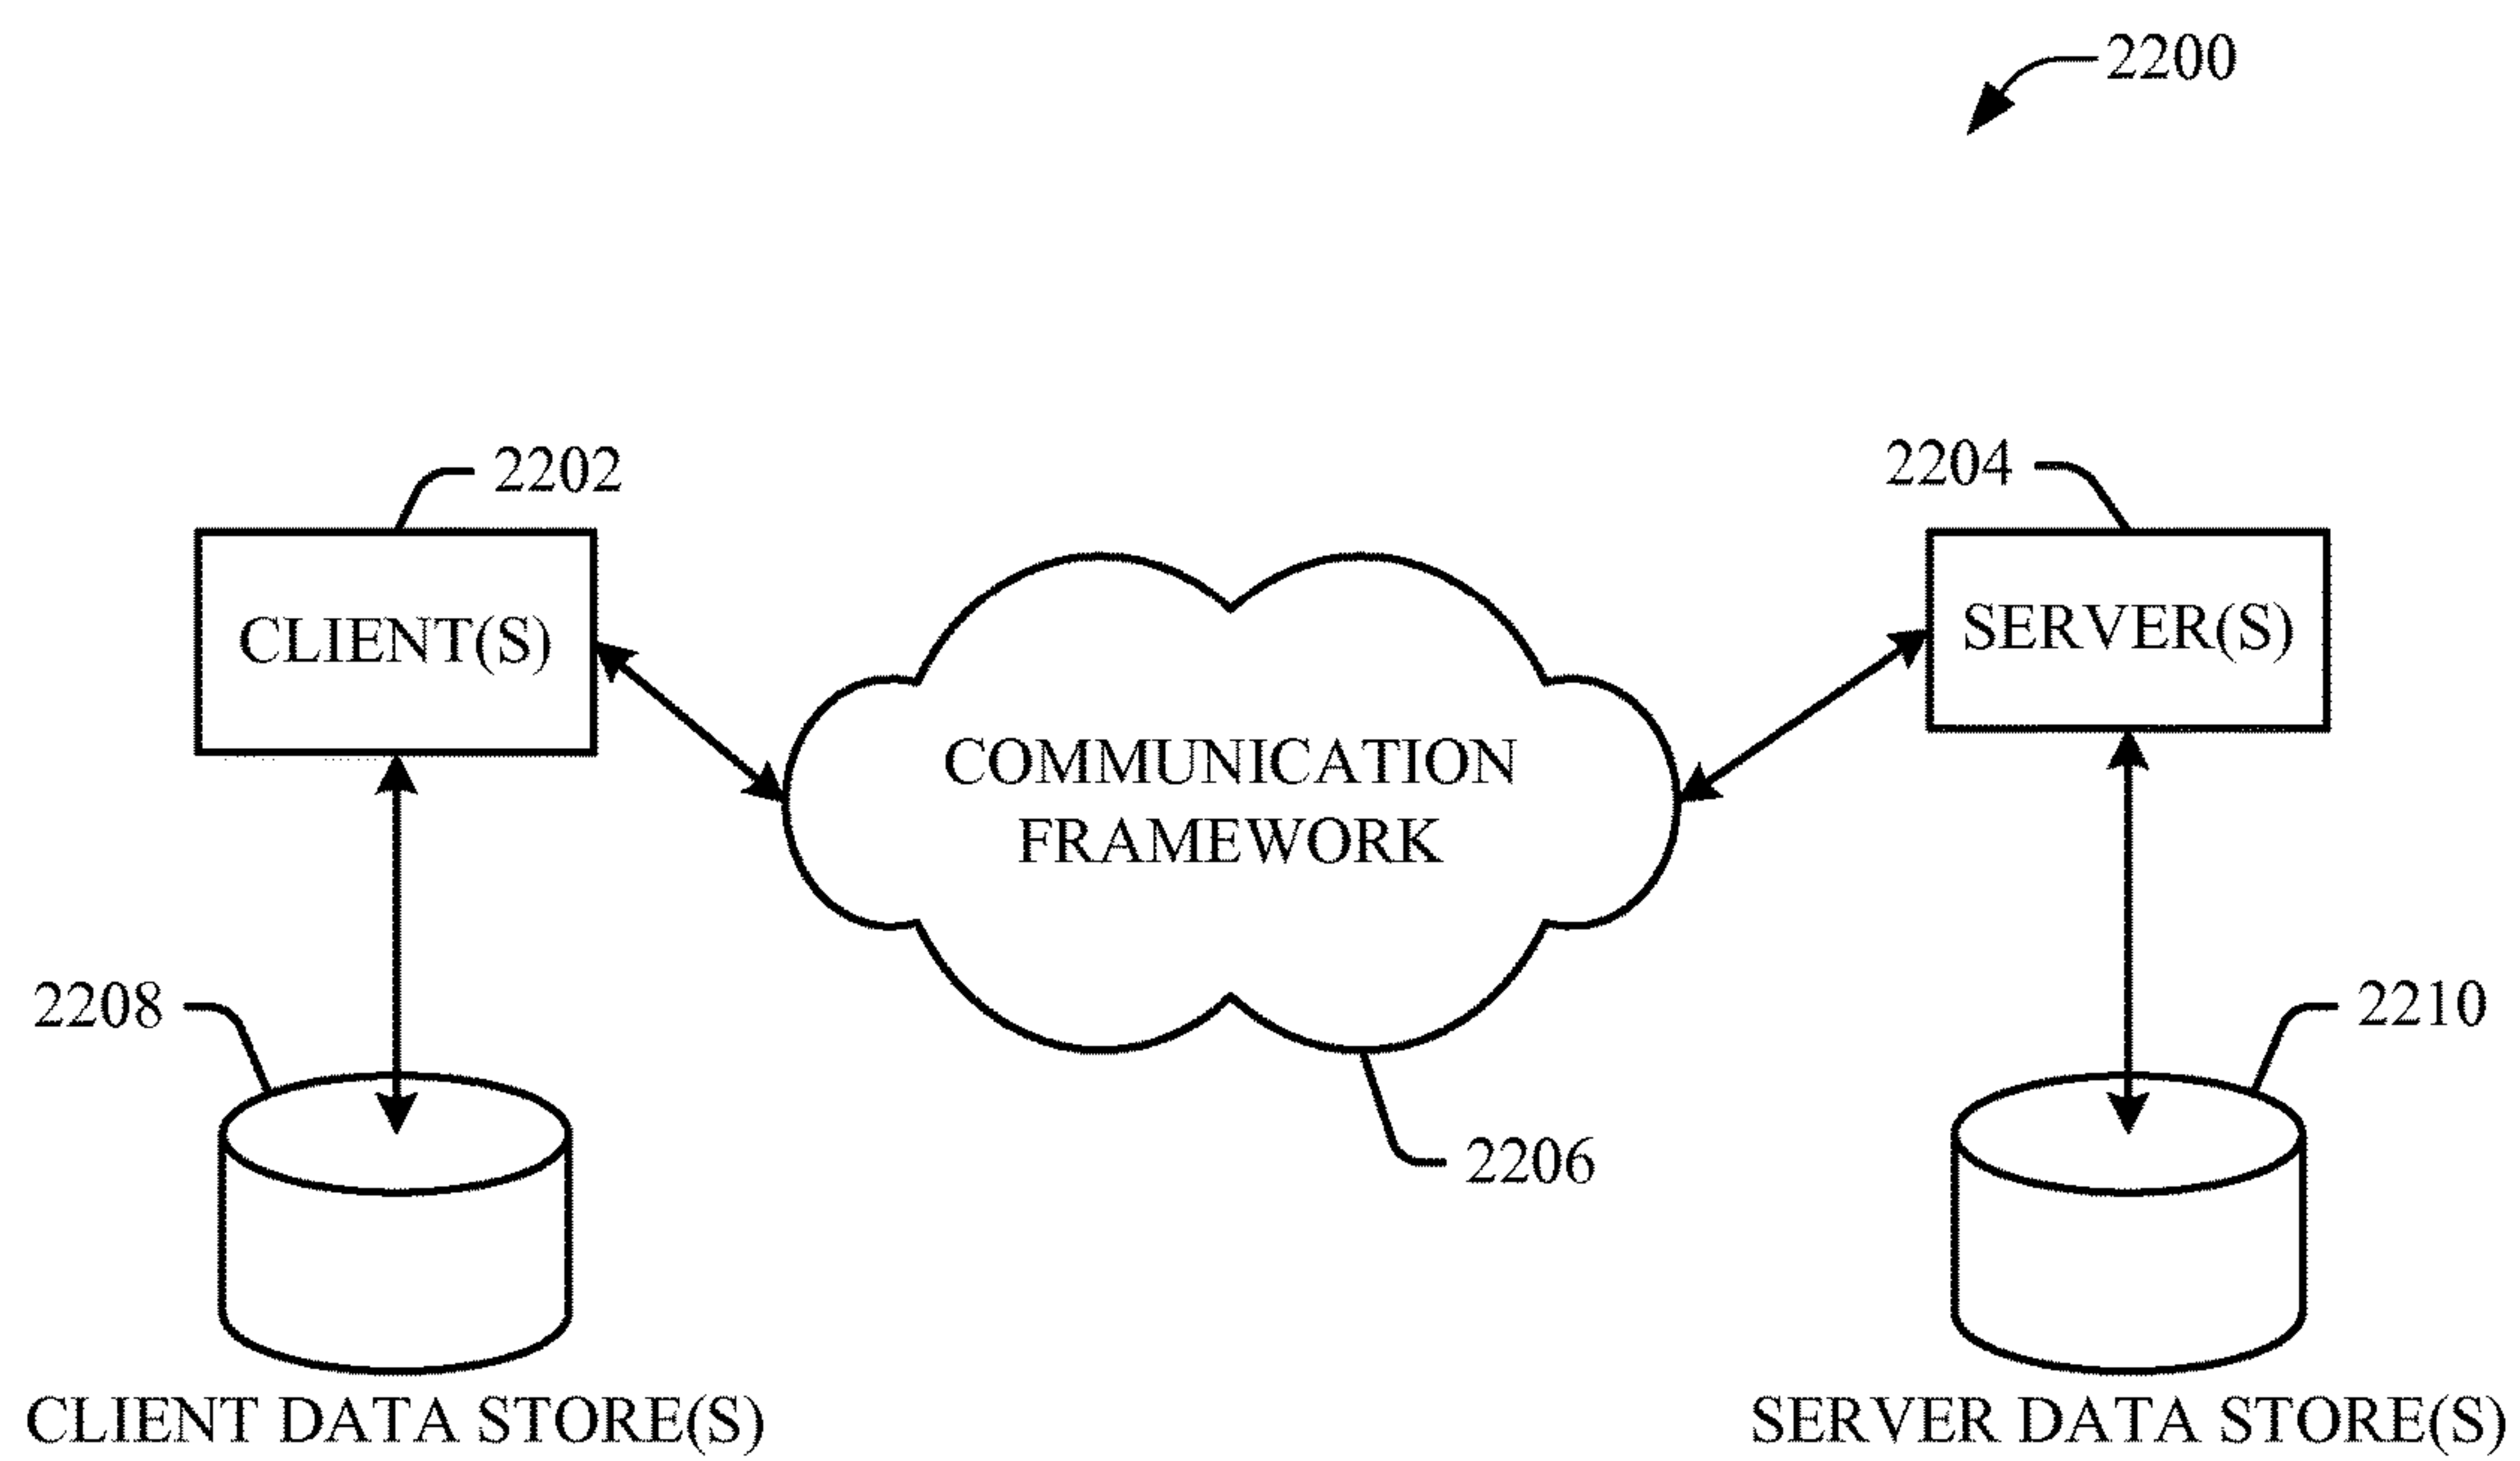 2200
2202
2204
CLIENT(S)
SERVER(S)
COMMUNICATION
FRAMEWORK
2208
2210
2206
CLIENT DATA STORE(S)
SERVER DATA STORE(S)